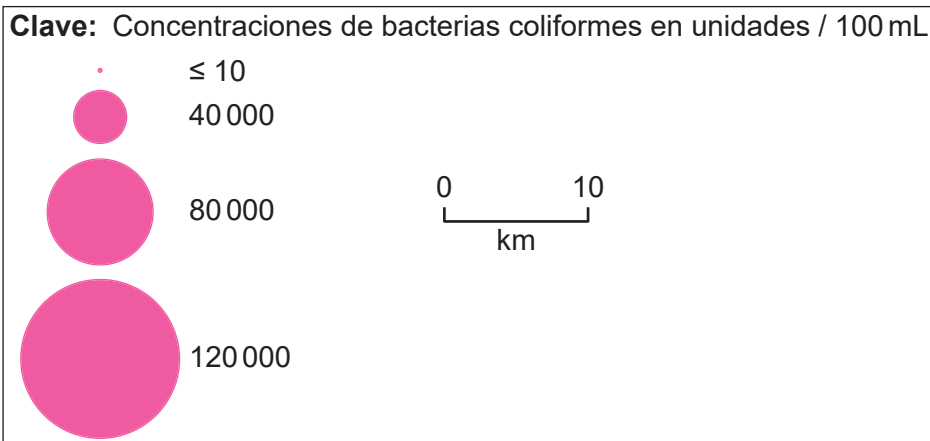 Clave: Concentraciones de bacterias coliformes en unidades / 100 mL
≤ 10
40 000
80 000
0 10
km
120 000